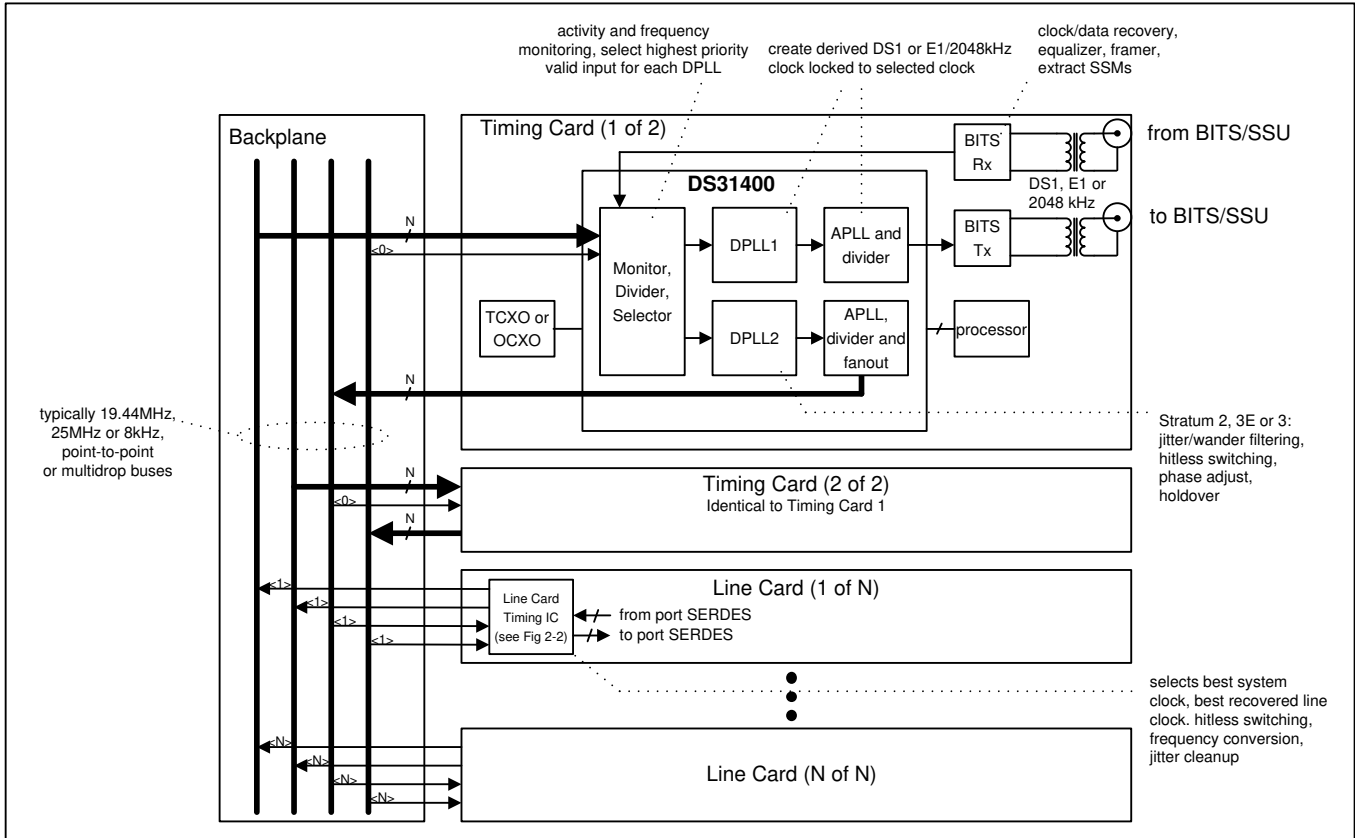 activity and frequency
monitoring, select highest priority
valid input for each DPLL
create derived DS1 or E1/2048kHz
clock locked to selected clock
clock/data recovery,
equalizer, framer,
extract SSMs
Backplane
Timing Card (1 of 2)
BITS
Rx
from BITS/SSU
DS31400
DS1, E1 or
2048 kHz
to BITS/SSU
N
<0>
Monitor,
Divider,
Selector
DPLL1
APLL and
divider
BITS
Tx
TCXO or
OCXO
DPLL2
APLL,
divider and
fanout
processor
N
typically 19.44MHz,
25MHz or 8kHz,
point-to-point
or multidrop buses
Stratum 2, 3E or 3:
jitter/wander filtering,
hitless switching,
phase adjust,
holdover
N
<0>
N
Timing Card (2 of 2)
Identical to Timing Card 1
<1>
<1>
<1>
<1>
Line Card (1 of N)
Line Card
Timing IC
(see Fig 2-2)
from port SERDES
to port SERDES
selects best system
clock, best recovered line
clock. hitless switching,
frequency conversion,
jitter cleanup
<N>
<N>
<N>
<N>
Line Card (N of N)